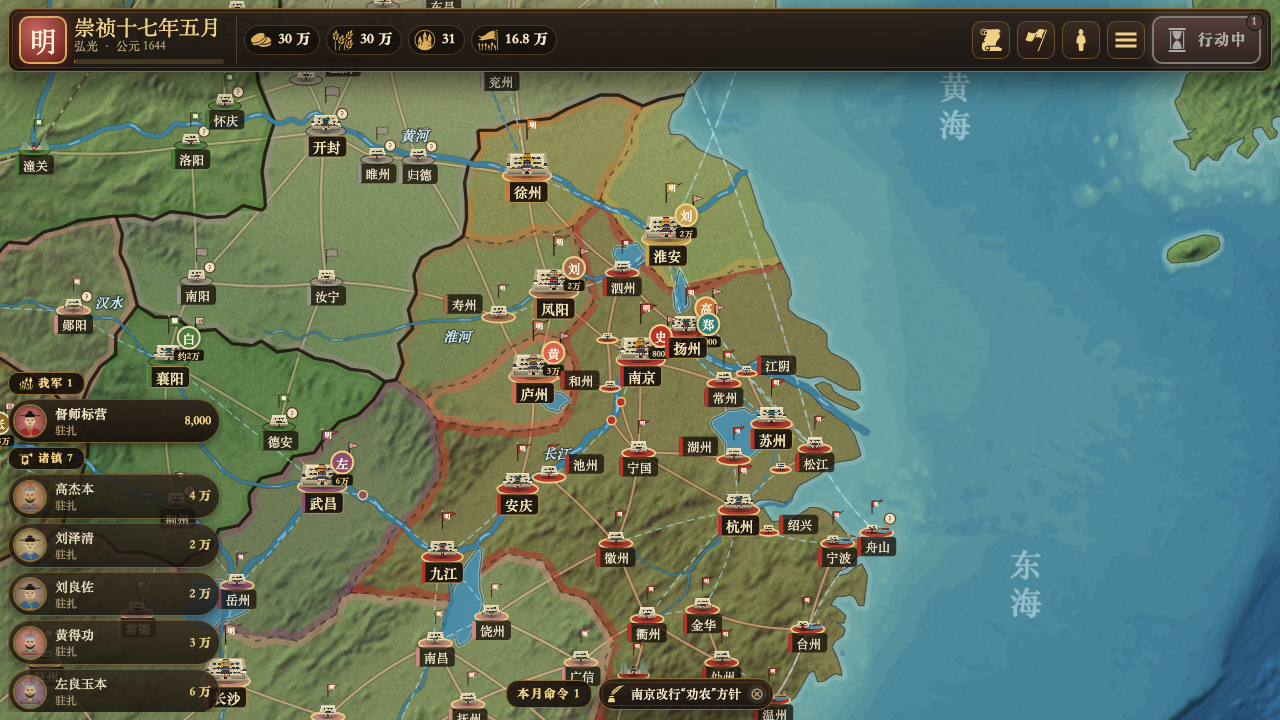 明
崇祯十七年五月
弘光 · 公元 1644
30 万
30 万
31
16.8 万
行动中
1
黄海
兖州
怀庆
洛阳
潼关
开封
黄河
睢州
归德
徐州
刘
2万
淮安
南阳
汝宁
汉水
郧阳
寿州
刘
2万
凤阳
泗州
淮河
白
约2万
襄阳
高
郑
史
扬州
南京
黄
3万
庐州
和州
江阴
常州
德安
左
6万
武昌
长江
池州
安庆
宁国
湖州
苏州
松江
杭州
绍兴
宁波
舟山
徽州
九江
岳州
东海
饶州
南昌
衢州
金华
台州
广信
处州
长沙
抚州
温州
我军 1
督师标营
驻扎
8,000
诸镇 7
高杰本
驻扎
4 万
刘泽清
驻扎
2 万
刘良佐
驻扎
2 万
黄得功
驻扎
3 万
左良玉本
驻扎
6 万
常德
本月命令 1
南京改行“劝农”方针